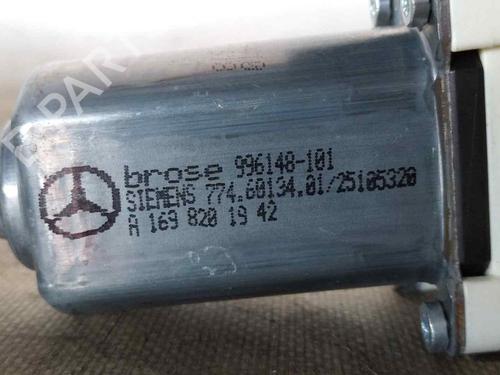 brose 996148-101
SIEMENS 774.60134.01/25105320
A 169 820 19 42